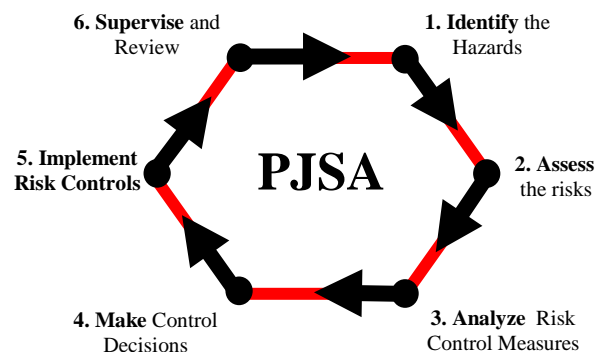 6. Supervise and
Review
1. Identify the
Hazards
5. Implement
Risk Controls
PJSA
2. Assess
the risks
4. Make Control
Decisions
3. Analyze Risk
Control Measures